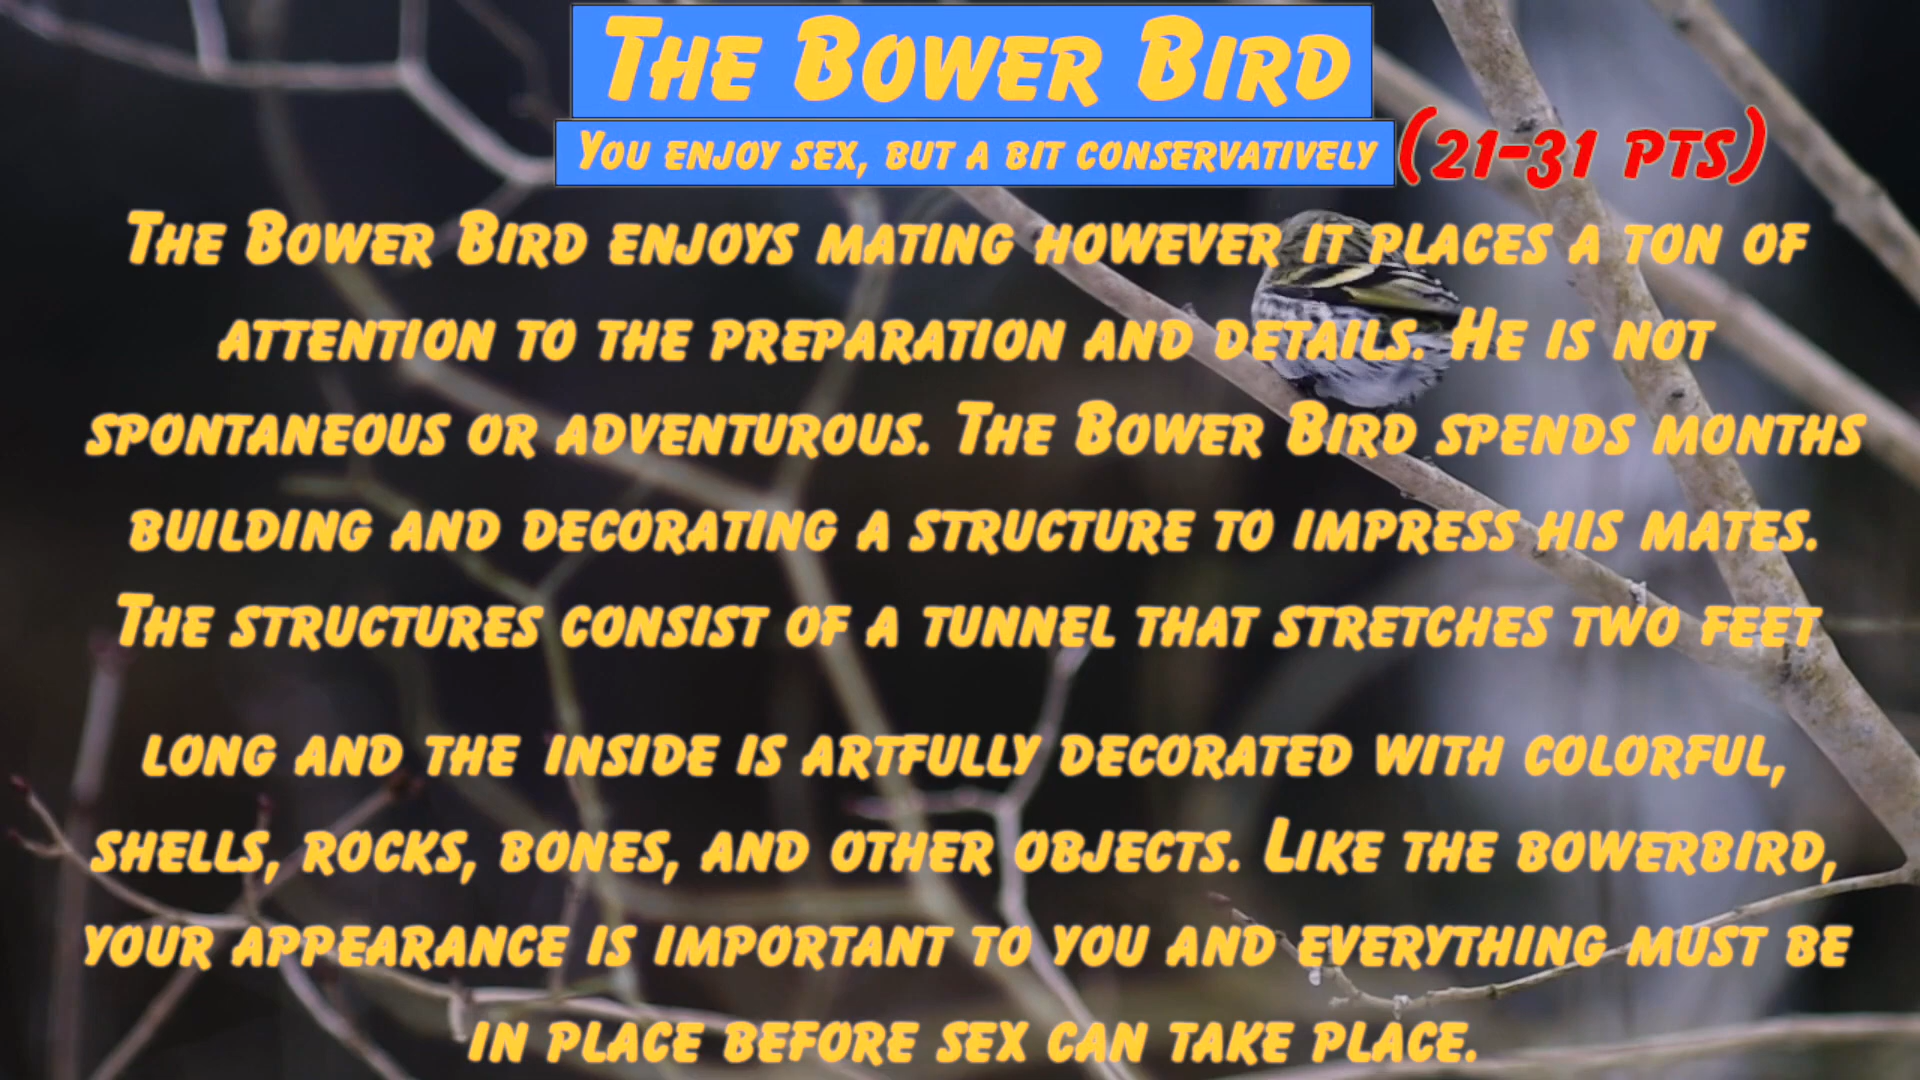 The Bower Bird
You enjoy sex, but a bit conservatively (21-31 pts)
The Bower Bird enjoys mating however it places a ton of
attention to the preparation and details. He is not
spontaneous or adventurous. The Bower Bird spends months
building and decorating a structure to impress his mates.
The structures consist of a tunnel that stretches two feet
long and the inside is artfully decorated with colorful,
shells, rocks, bones, and other objects. Like the bowerbird,
your appearance is important to you and everything must be
in place before sex can take place.